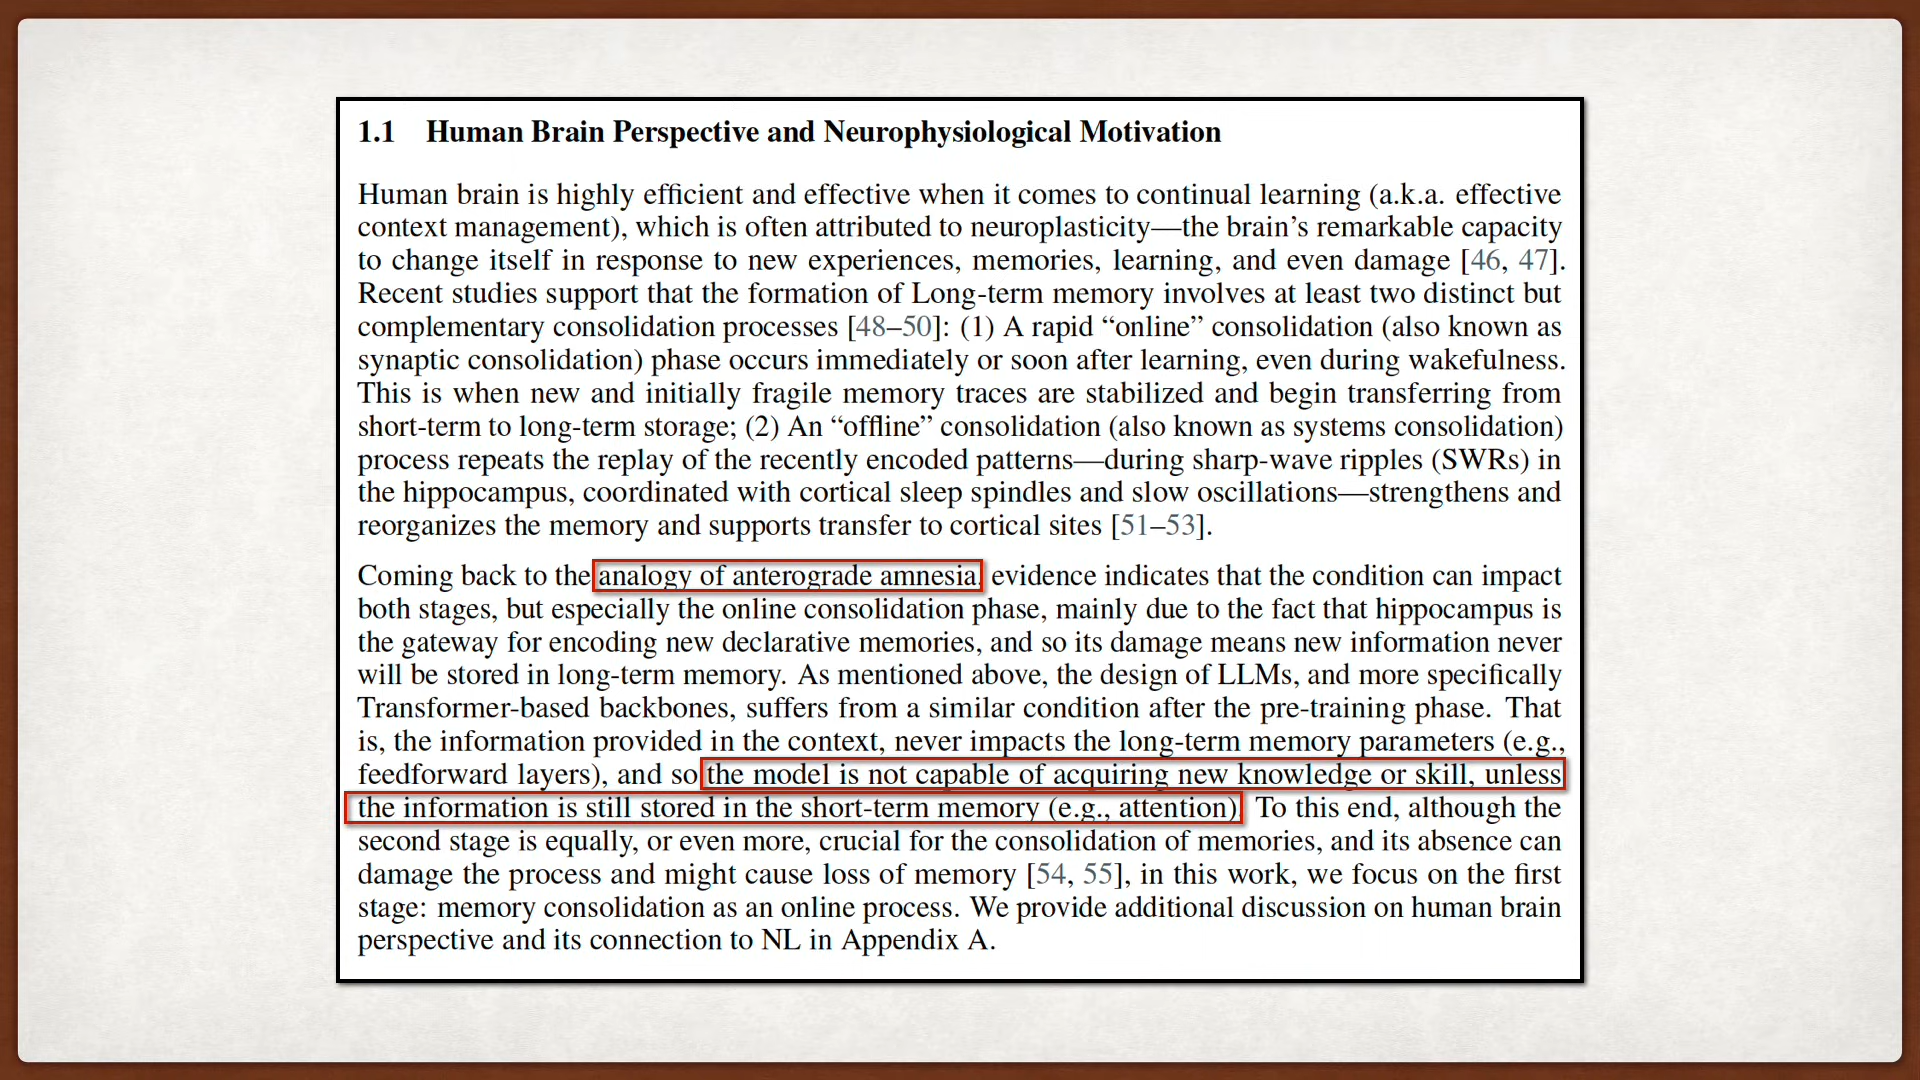 1.1 Human Brain Perspective and Neurophysiological Motivation
Human brain is highly efficient and effective when it comes to continual learning (a.k.a. effective
context management), which is often attributed to neuroplasticity—the brain's remarkable capacity
to change itself in response to new experiences, memories, learning, and even damage [46, 47].
Recent studies support that the formation of Long-term memory involves at least two distinct but
complementary consolidation processes [48–50]: (1) A rapid “online” consolidation (also known as
synaptic consolidation) phase occurs immediately or soon after learning, even during wakefulness.
This is when new and initially fragile memory traces are stabilized and begin transferring from
short-term to long-term storage; (2) An “offline” consolidation (also known as systems consolidation)
process repeats the replay of the recently encoded patterns—during sharp-wave ripples (SWRs) in
the hippocampus, coordinated with cortical sleep spindles and slow oscillations—strengthens and
reorganizes the memory and supports transfer to cortical sites [51–53].
Coming back to the analogy of anterograde amnesia, evidence indicates that the condition can impact
both stages, but especially the online consolidation phase, mainly due to the fact that hippocampus is
the gateway for encoding new declarative memories, and so its damage means new information never
will be stored in long-term memory. As mentioned above, the design of LLMs, and more specifically
Transformer-based backbones, suffers from a similar condition after the pre-training phase. That
is, the information provided in the context, never impacts the long-term memory parameters (e.g.,
feedforward layers), and so the model is not capable of acquiring new knowledge or skill, unless
the information is still stored in the short-term memory (e.g., attention). To this end, although the
second stage is equally, or even more, crucial for the consolidation of memories, and its absence can
damage the process and might cause loss of memory [54, 55], in this work, we focus on the first
stage: memory consolidation as an online process. We provide additional discussion on human brain
perspective and its connection to NL in Appendix A.